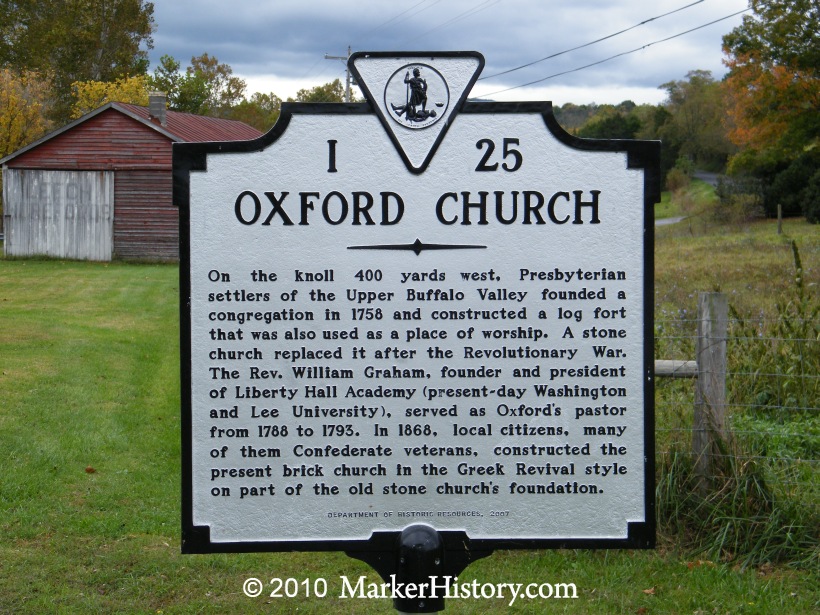 I 25
OXFORD CHURCH
On the knoll 400 yards west, Presbyterian
settlers of the Upper Buffalo Valley founded a
congregation in 1758 and constructed a log fort
that was also used as a place of worship. A stone
church replaced it after the Revolutionary War.
The Rev. William Graham, founder and president
of Liberty Hall Academy (present-day Washington
and Lee University), served as Oxford's pastor
from 1788 to 1793. In 1868, local citizens, many
of them Confederate veterans, constructed the
present brick church in the Greek Revival style
on part of the old stone church's foundation.
DEPARTMENT OF HISTORIC RESOURCES, 2007
© 2010 MarkerHistory.com